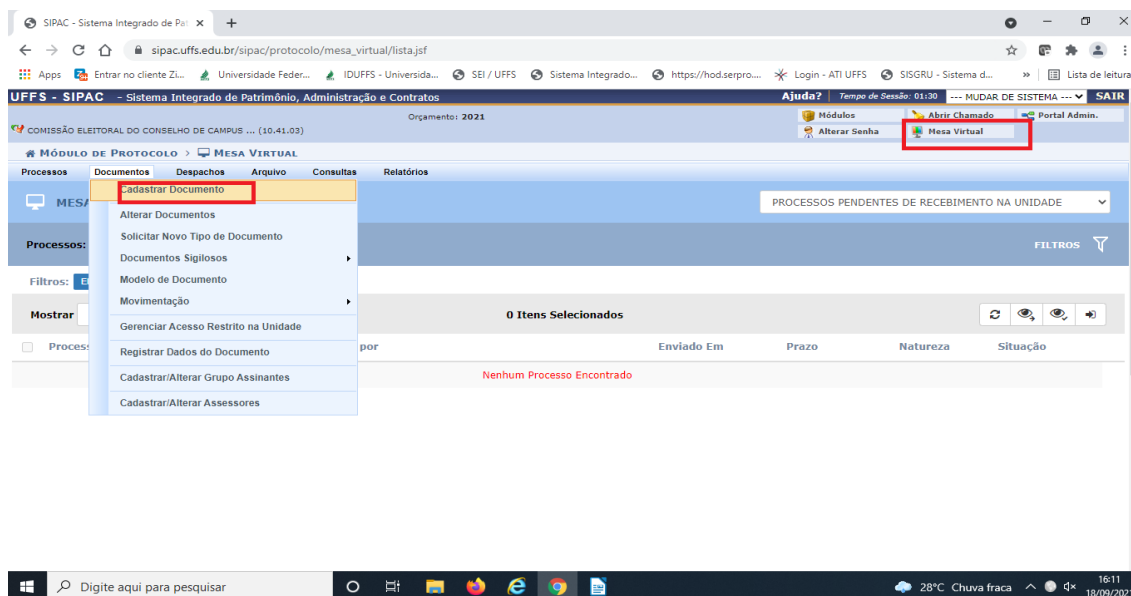 SIPAC - Sistema Integrado de Pat
sipac.uffs.edu.br/sipac/protocolo/mesa_virtual/lista.jsf
Apps Entrar no cliente Zi... Universidade Feder... IDUFFS - Universida... SEI / UFFS Sistema Integrado... https://hod.serpro.... Login - ATI UFFS SISGRU - Sistema d... » Lista de leitura
UFFS - SIPAC - Sistema Integrado de Patrimônio, Administração e Contratos Ajuda? Tempo de Sessão: 01:30 --- MUDAR DE SISTEMA --- SAIR
Orçamento: 2021 Módulos Abrir Chamado Portal Admin.
COMISSÃO ELEITORAL DO CONSELHO DE CAMPUS ... (10.41.03) Alterar Senha Mesa Virtual
MÓDULO DE PROTOCOLO > MESA VIRTUAL
Processos Documentos Despachos Arquivo Consultas Relatórios
Cadastrar Documento
MESA PROCESSOS PENDENTES DE RECEBIMENTO NA UNIDADE
Alterar Documentos
Solicitar Novo Tipo de Documento
Processos: FILTROS
Documentos Sigilosos
Filtros: Modelo de Documento
Movimentação
Mostrar 0 Itens Selecionados
Gerenciar Acesso Restrito na Unidade
Process por Enviado Em Prazo Natureza Situação
Registrar Dados do Documento
Cadastrar/Alterar Grupo Assinantes Nenhum Processo Encontrado
Cadastrar/Alterar Assessores
Digite aqui para pesquisar 28°C Chuva fraca 16:11
18/09/202